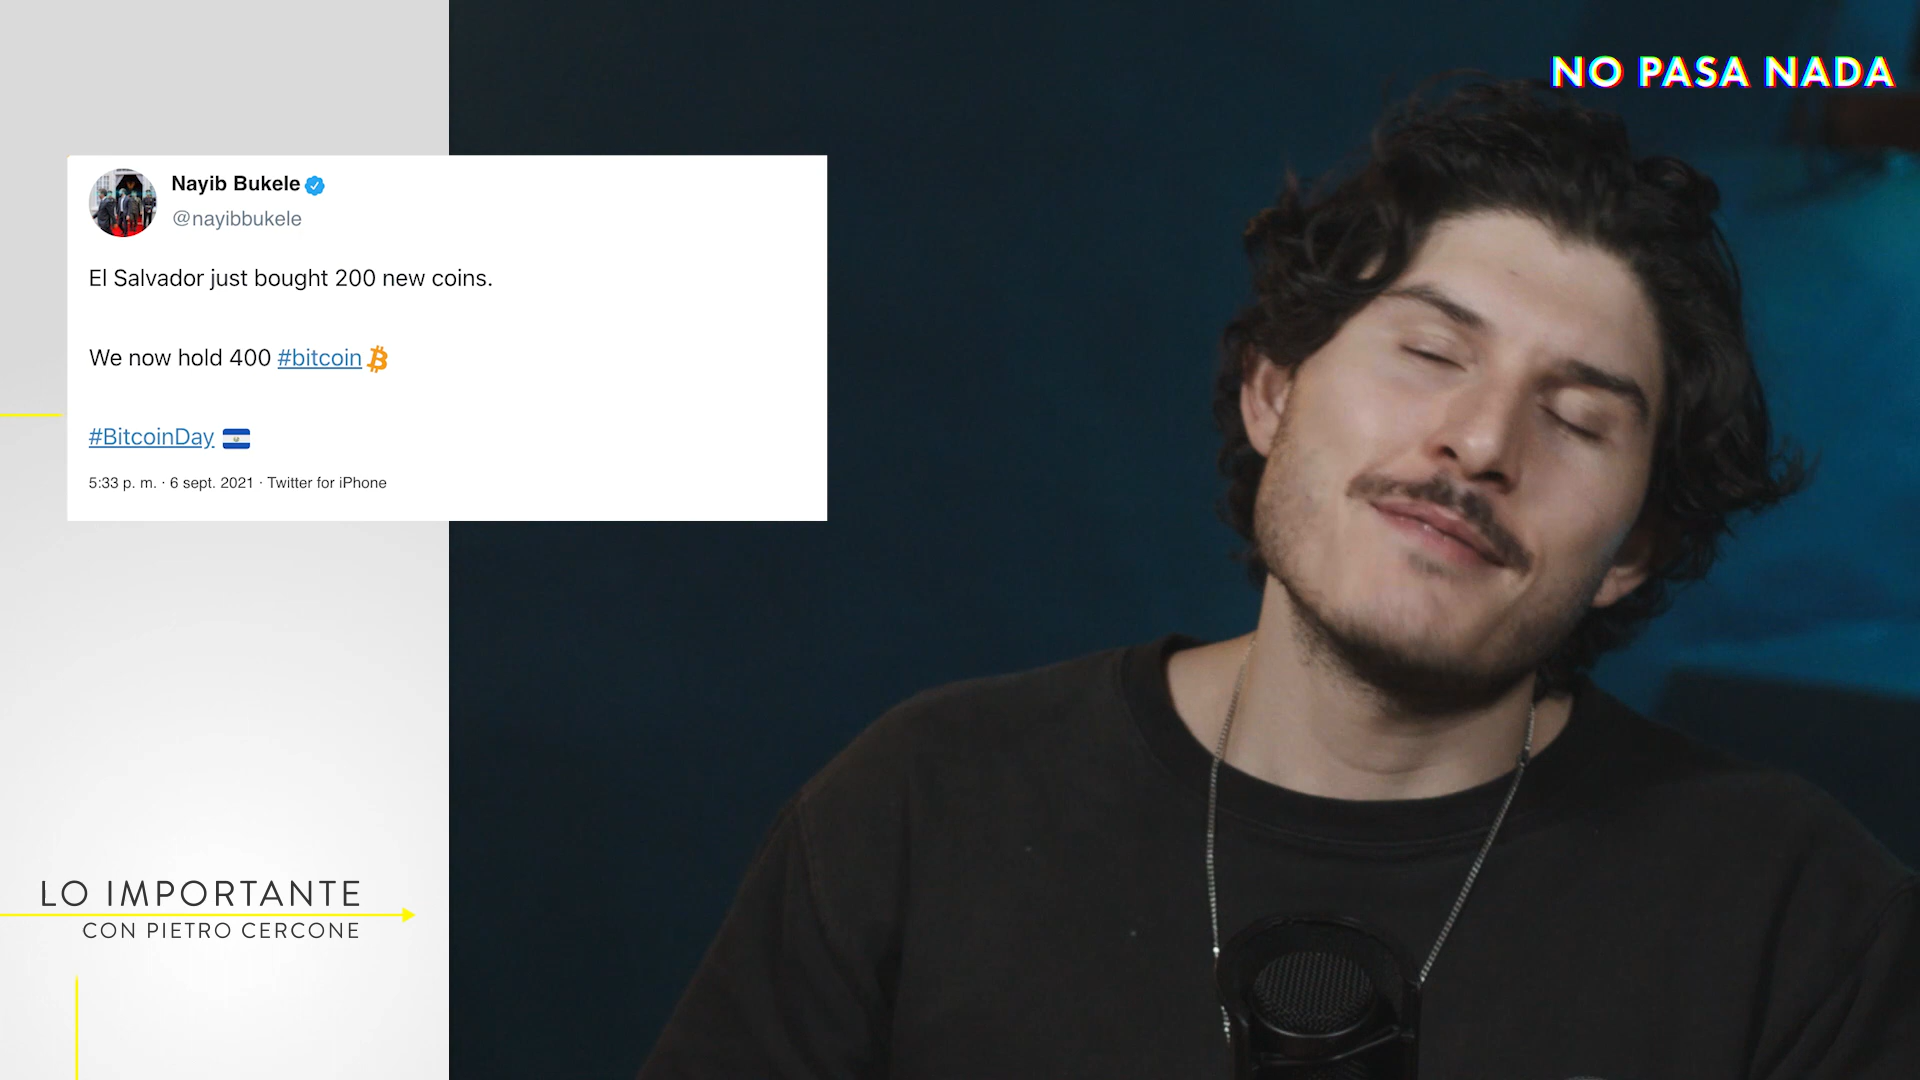 NO PASA NADA
Nayib Bukele
@nayibbukele
El Salvador just bought 200 new coins.
We now hold 400 #bitcoin
#BitcoinDay
5:33 p. m. · 6 sept. 2021 · Twitter for iPhone
LO IMPORTANTE
CON PIETRO CERCONE